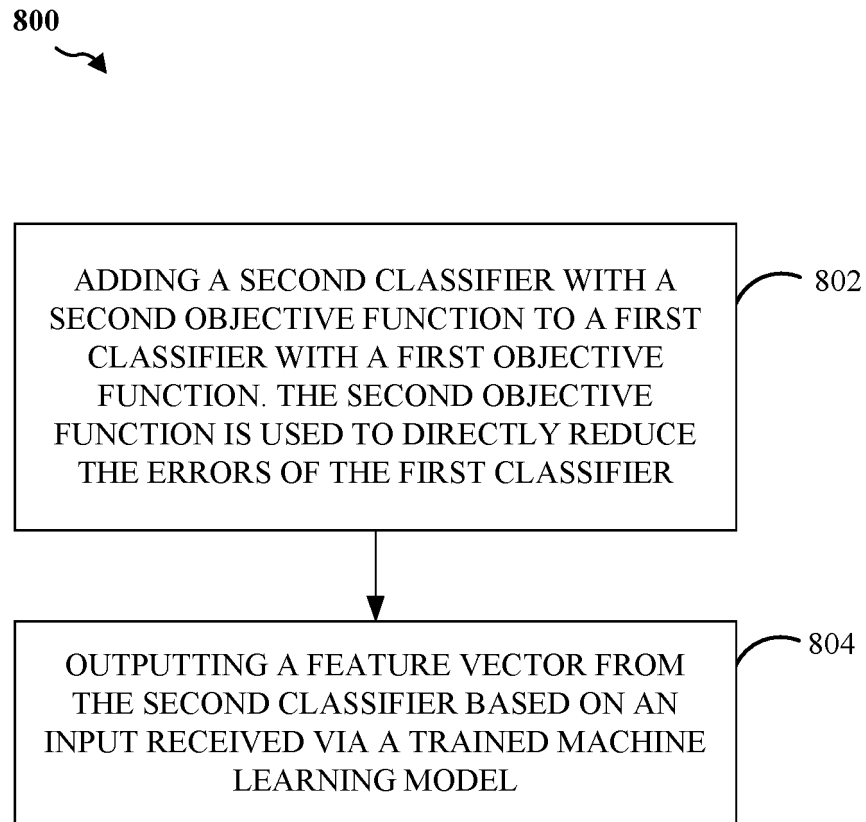 800
ADDING A SECOND CLASSIFIER WITH A
SECOND OBJECTIVE FUNCTION TO A FIRST
CLASSIFIER WITH A FIRST OBJECTIVE
FUNCTION. THE SECOND OBJECTIVE
FUNCTION IS USED TO DIRECTLY REDUCE
THE ERRORS OF THE FIRST CLASSIFIER
802
OUTPUTTING A FEATURE VECTOR FROM
THE SECOND CLASSIFIER BASED ON AN
INPUT RECEIVED VIA A TRAINED MACHINE
LEARNING MODEL
804